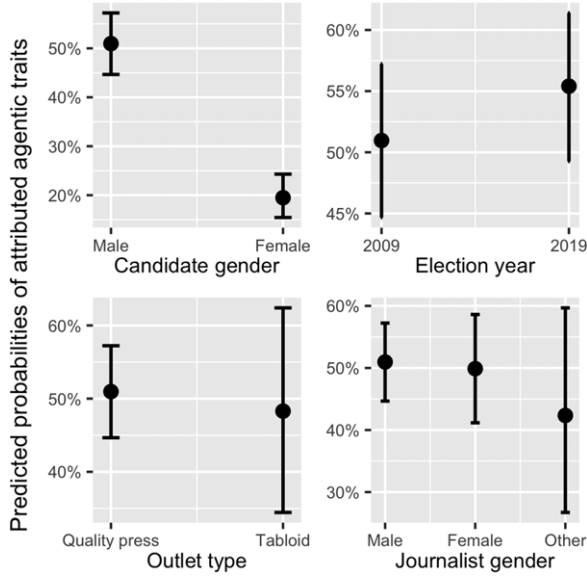 Predicted probabilities of attributed agentic traits
50%
40%
30%
20%
Male Female
Candidate gender
60%
55%
50%
45%
2009 2019
Election year
60%
50%
40%
Quality press Tabloid
Outlet type
60%
50%
40%
30%
Male Female Other
Journalist gender